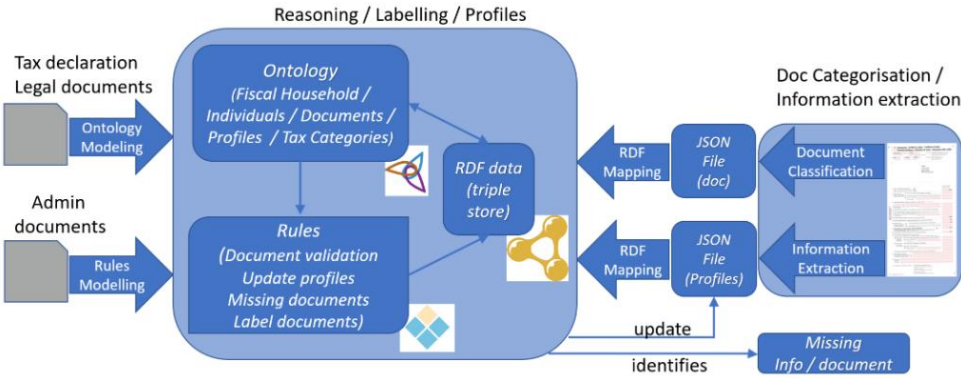 Reasoning / Labelling / Profiles
Tax declaration
Legal documents
Ontology
Modeling
Admin
documents
Rules
Modelling
Ontology
(Fiscal Household /
Individuals / Documents /
Profiles / Tax Categories)
RDF data
(triple
store)
Rules
(Document validation
Update profiles
Missing documents
Label documents)
Doc Categorisation /
Information extraction
RDF
Mapping
JSON
File
(doc)
Document
Classification
RDF
Mapping
JSON
File
(Profiles)
Information
Extraction
update
identifies
Missing
Info / document